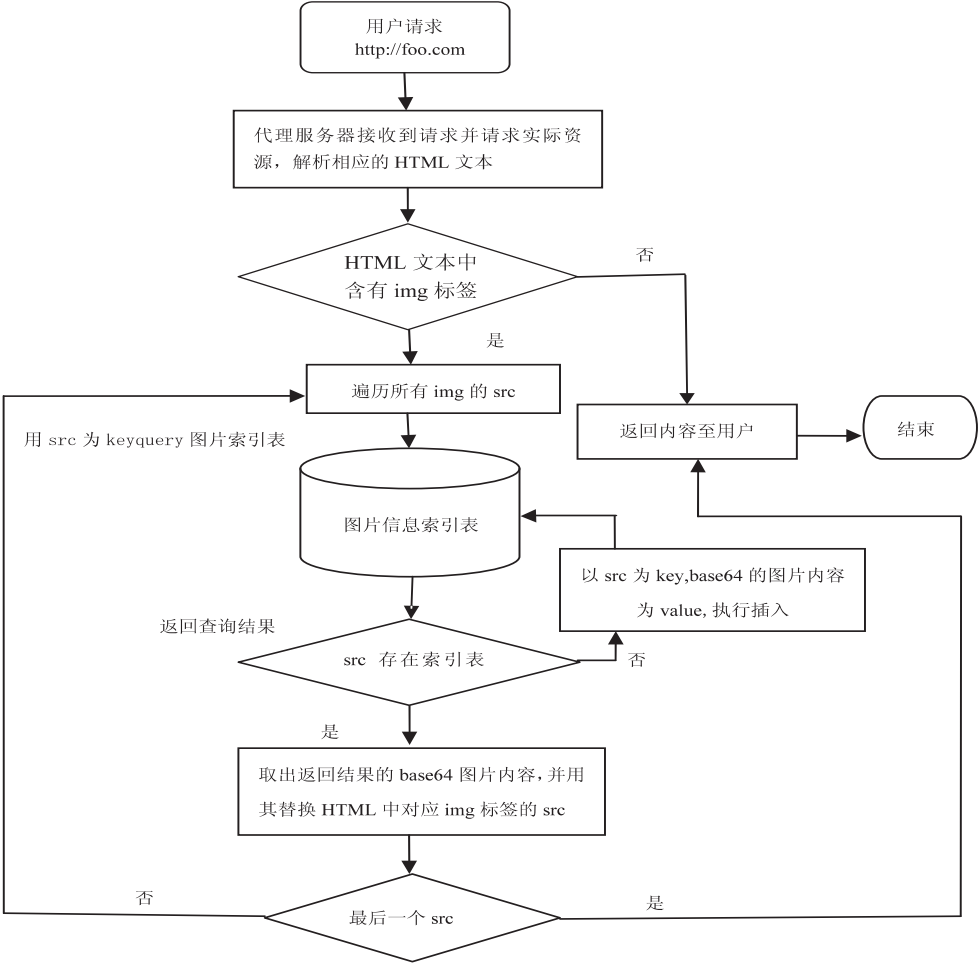 用户请求
http://foo.com
代理服务器接收到请求并请求实际资
源，解析相应的 HTML 文本
否
HTML 文本中
含有 img 标签
是
遍历所有 img 的 src
用 src 为 keyquery 图片索引表
返回内容至用户
结束
图片信息索引表
以 src 为 key,base64 的图片内容
为 value, 执行插入
返回查询结果
src 存在索引表
否
是
取出返回结果的 base64 图片内容，并用
其替换 HTML 中对应 img 标签的 src
否
最后一个 src
是